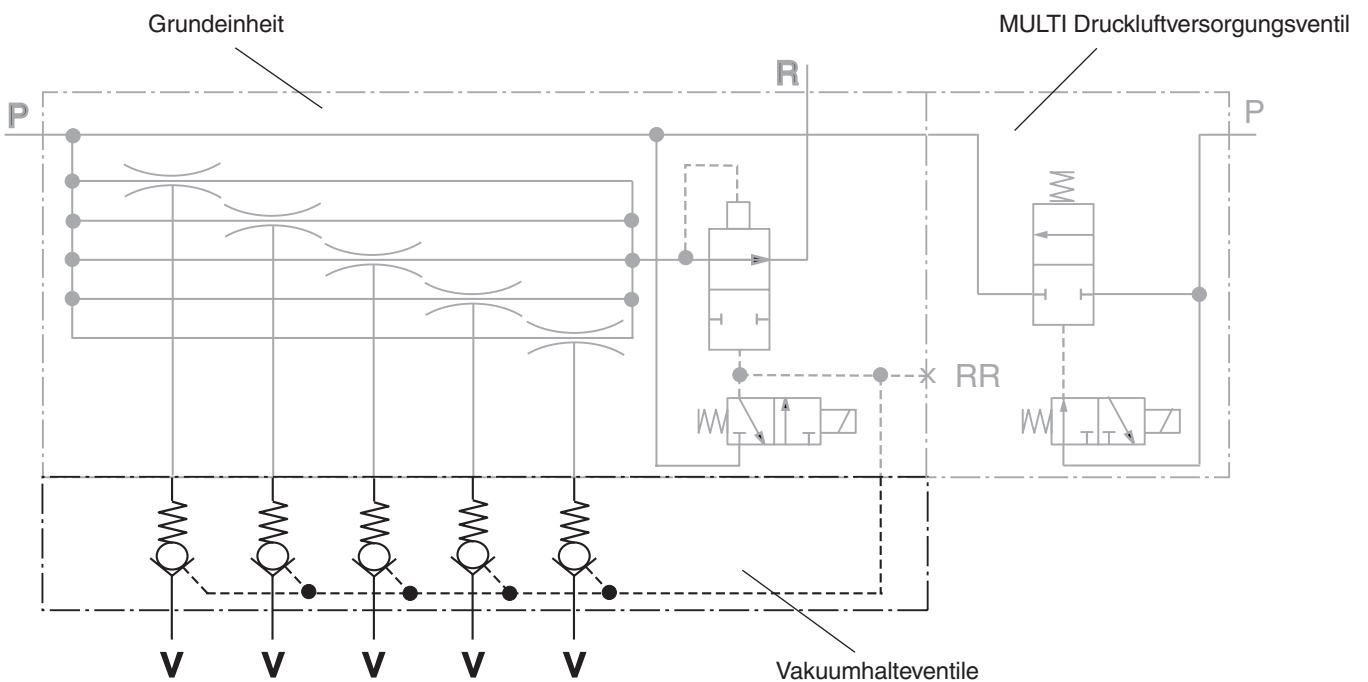 Grundeinheit
MULTI Druckluftversorgungsventil
R
P
P
RR
V V V V V
Vakuumhalteventile